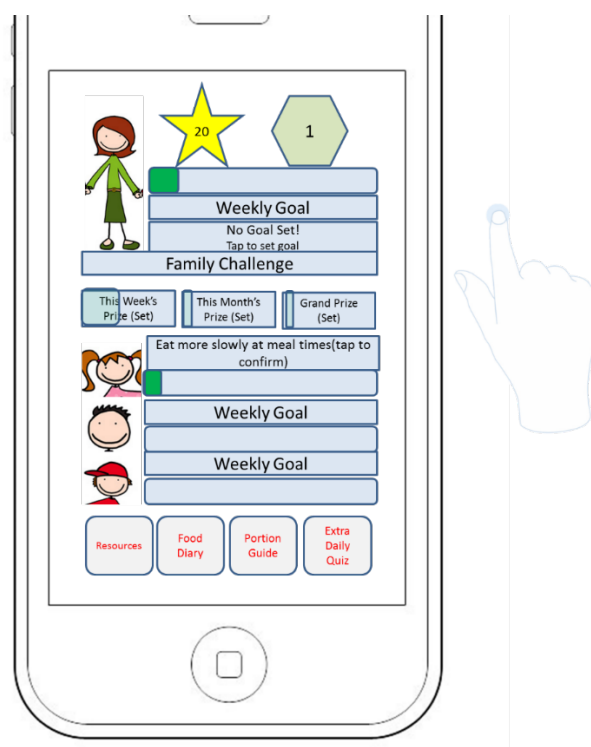 20
1
Weekly Goal
No Goal Set!
Tap to set goal
Family Challenge
This Week's
Prize (Set)
This Month's
Prize (Set)
Grand Prize
(Set)
Eat more slowly at meal times(tap to
confirm)
Weekly Goal
Weekly Goal
Resources
Food
Diary
Portion
Guide
Extra
Daily
Quiz